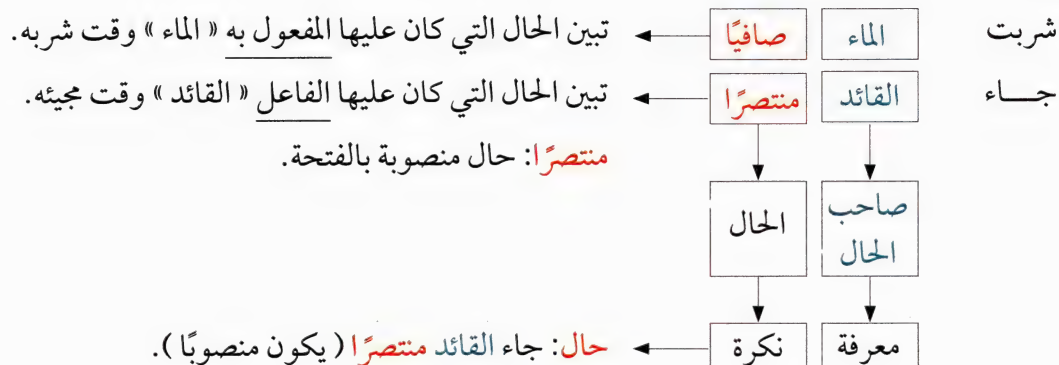 شربت الماء صافيًا تبين الحال التي كان عليها المفعول به « الماء » وقت شربه.
جـــاء القائد منتصرًا تبين الحال التي كان عليها الفاعل « القائد » وقت مجيئه.
منتصرًا: حال منصوبة بالفتحة.
صاحب الحال
الحال
معرفة نكرة حال: جاء القائد منتصرًا ( يكون منصوبًا ).